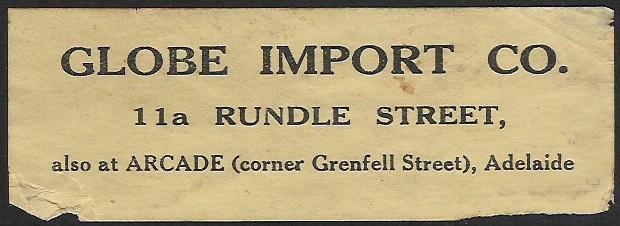 GLOBE IMPORT CO.
11a RUNDLE STREET,
also at ARCADE (corner Grenfell Street), Adelaide